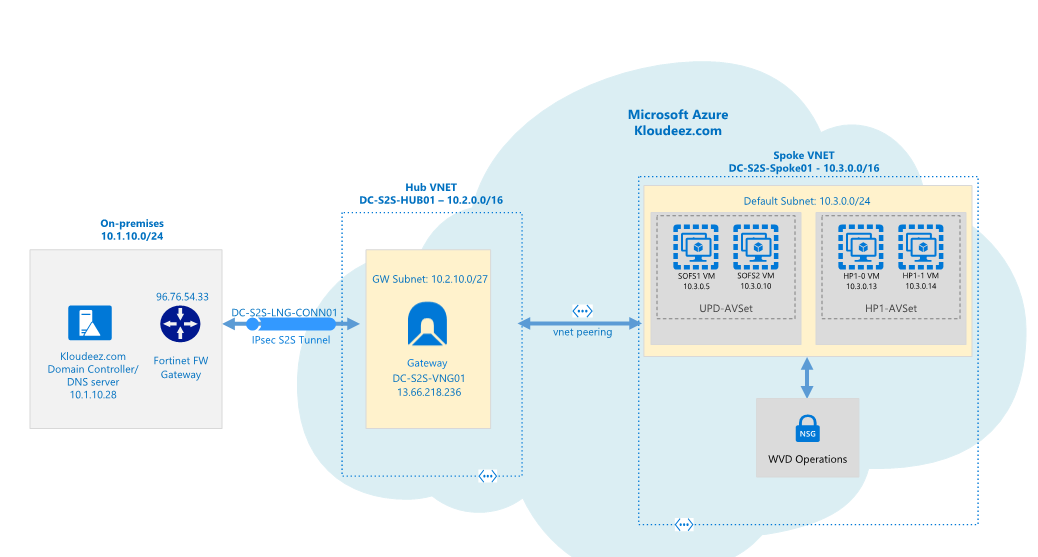 Microsoft Azure
Kloudeez.com
Spoke VNET
DC-S2S-Spoke01 - 10.3.0.0/16
Hub VNET
DC-S2S-HUB01 – 10.2.0.0/16
On-premises
10.1.10.0/24
96.76.54.33
Kloudeez.com
Domain Controller/
DNS server
10.1.10.28
Fortinet FW
Gateway
DC-S2S-LNG-CONN01
IPsec S2S Tunnel
GW Subnet: 10.2.10.0/27
Gateway
DC-S2S-VNG01
13.66.218.236
vnet peering
Default Subnet: 10.3.0.0/24
SOFS1 VM
10.3.0.5
SOFS2 VM
10.3.0.10
UPD-AVSet
HP1-0 VM
10.3.0.13
HP1-1 VM
10.3.0.14
HP1-AVSet
NSG
WVD Operations